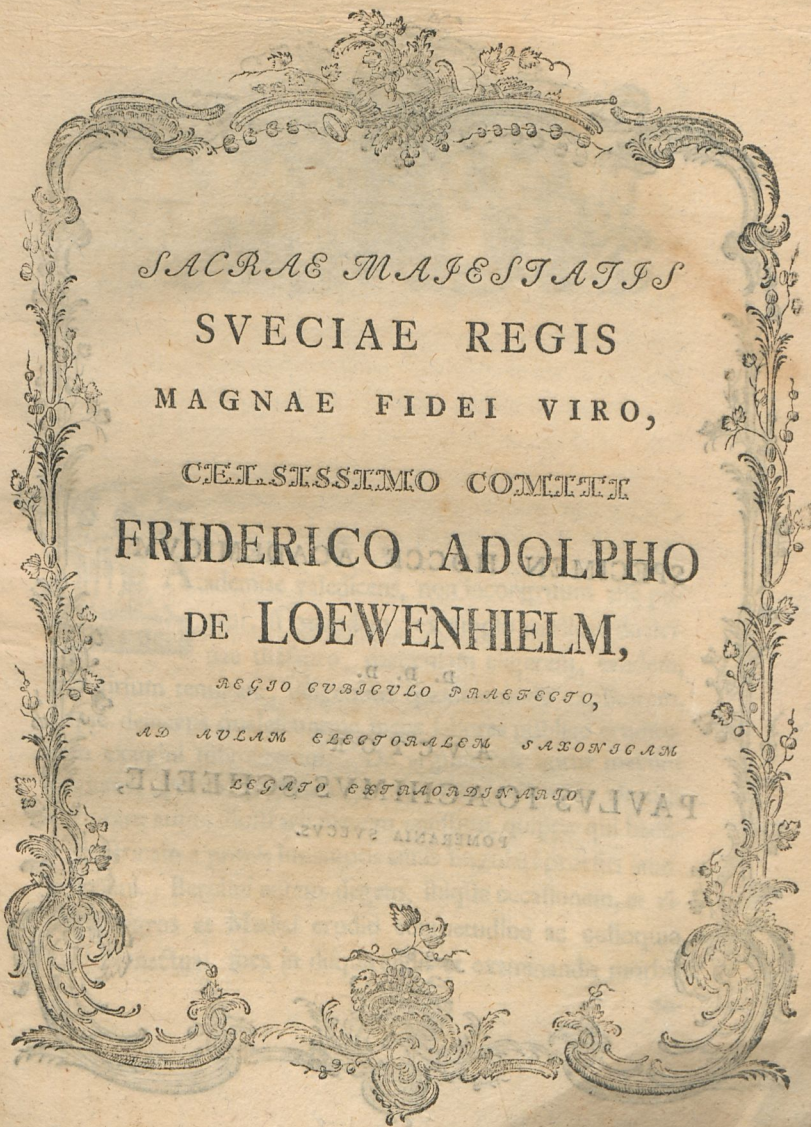 SACRAE MAJESTATIS
SVECIAE REGIS
MAGNAE FIDEI VIRO,
CELSISSIMO COMITI
FRIDERICO ADOLPHO
DE LOEWENHIELM,
REGIO CVBICVLO PRAEFECTO,
AD AVLAM ELECTORALEM SAXONICAM
LEGATO EXTRAORDINARIO